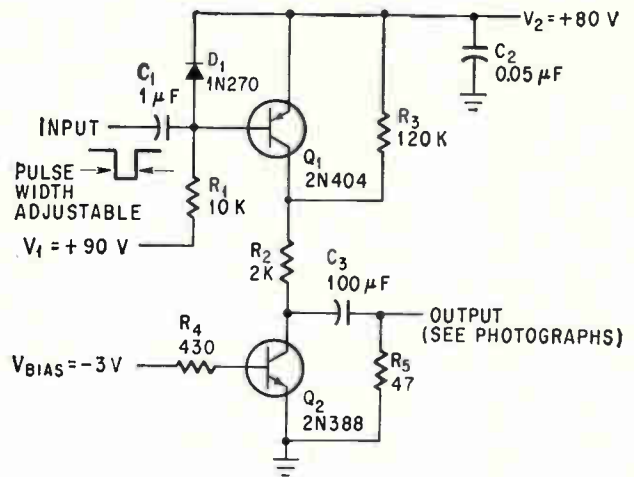 V2 = +80 V
C2
0.05 μF
D1
1N270
C1
1 μF
INPUT
R3
120 K
Q1
2N404
PULSE
WIDTH
ADJUSTABLE
R1
10 K
V1 = + 90 V
R2
2K
C3
100 μF
OUTPUT
(SEE PHOTOGRAPHS)
R4
430
VBIAS = -3 V
R5
47
Q2
2N388